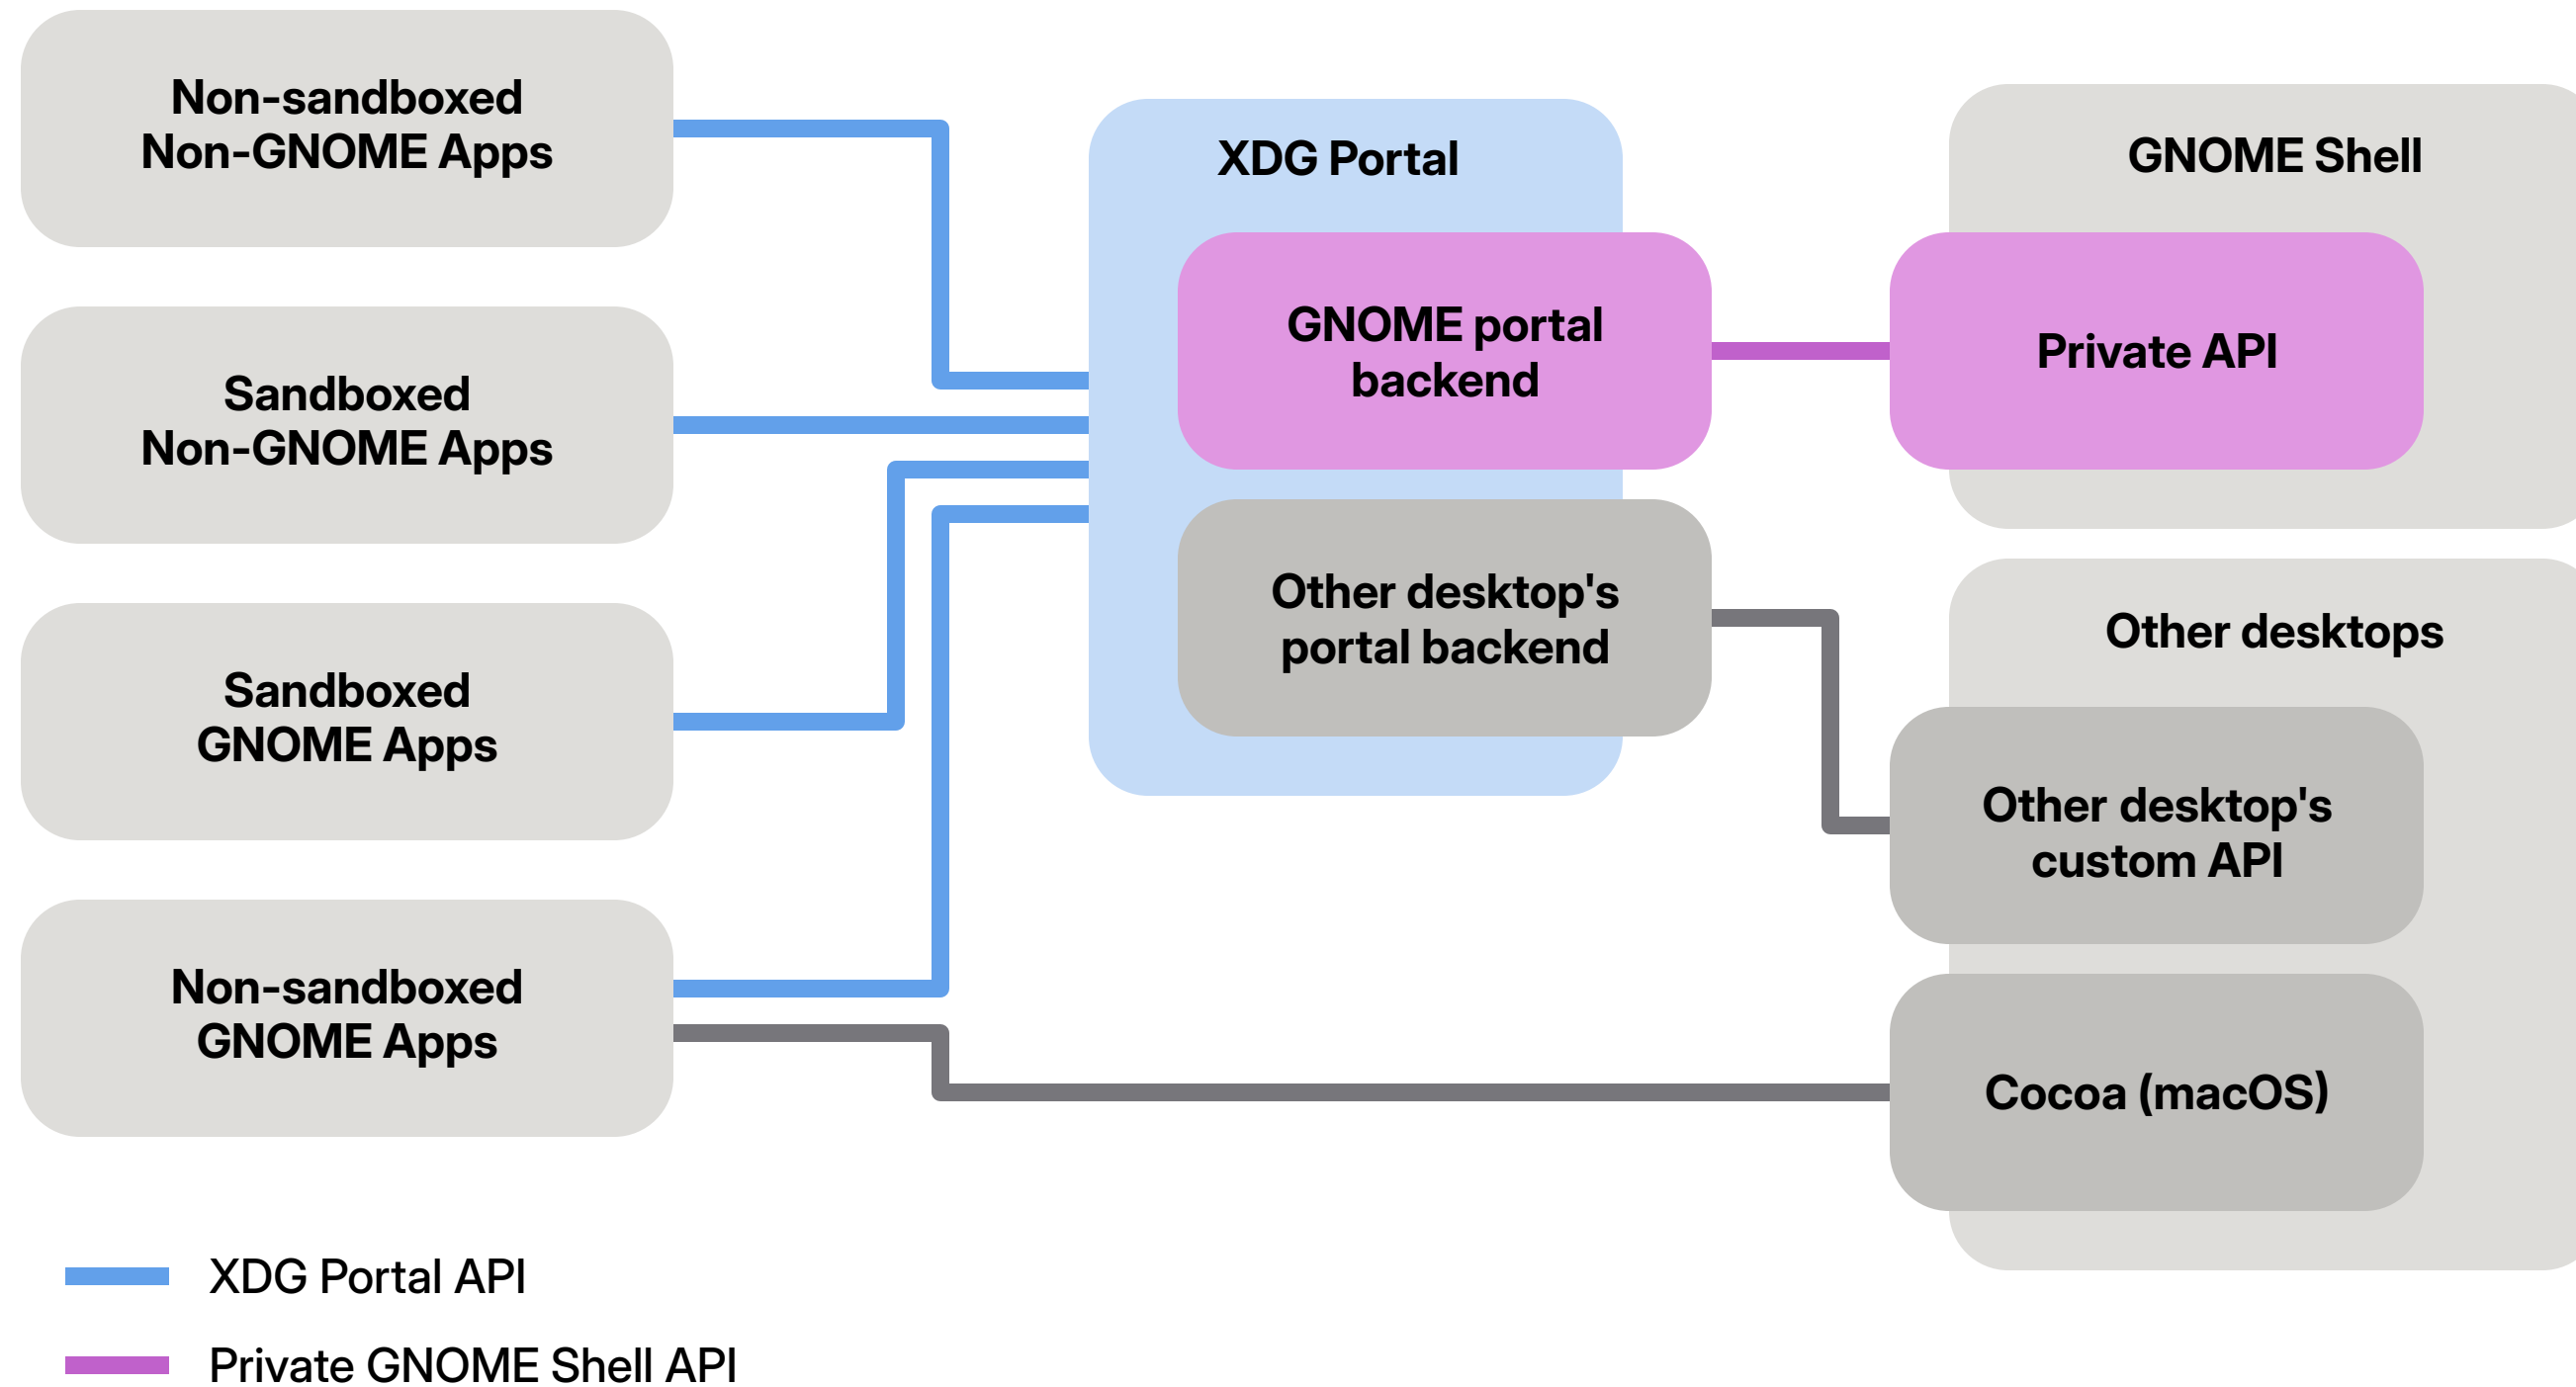 Non-sandboxed
Non-GNOME Apps
Sandboxed
Non-GNOME Apps
Sandboxed
GNOME Apps
Non-sandboxed
GNOME Apps
XDG Portal
GNOME portal
backend
Other desktop's
portal backend
GNOME Shell
Private API
Other desktops
Other desktop's
custom API
Cocoa (macOS)
XDG Portal API
Private GNOME Shell API